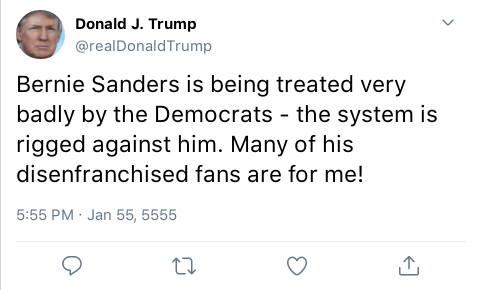 Donald J. Trump
@realDonaldTrump
Bernie Sanders is being treated very
badly by the Democrats - the system is
rigged against him. Many of his
disenfranchised fans are for me!
5:55 PM · Jan 55, 5555